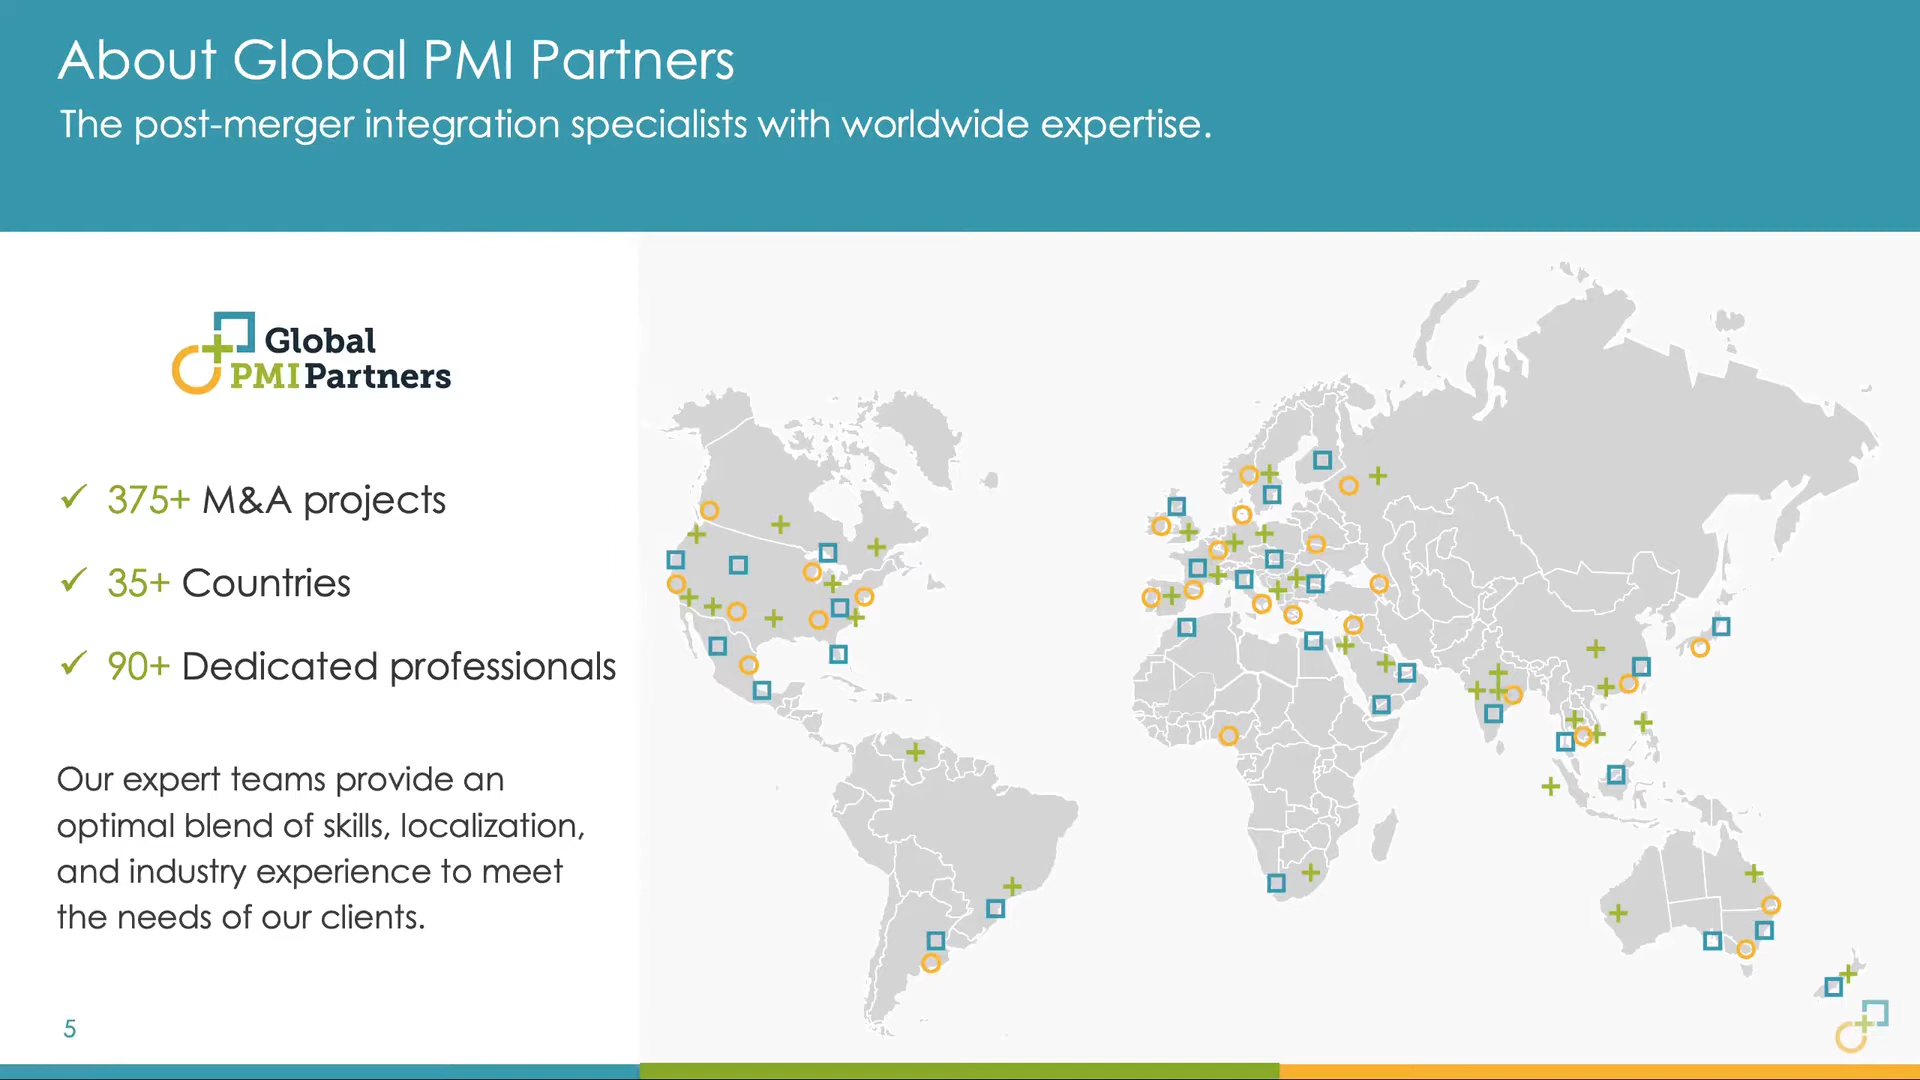 About Global PMI Partners
The post-merger integration specialists with worldwide expertise.
Global
PMI Partners
375+ M&A projects
35+ Countries
90+ Dedicated professionals
Our expert teams provide an
optimal blend of skills, localization,
and industry experience to meet
the needs of our clients.
5